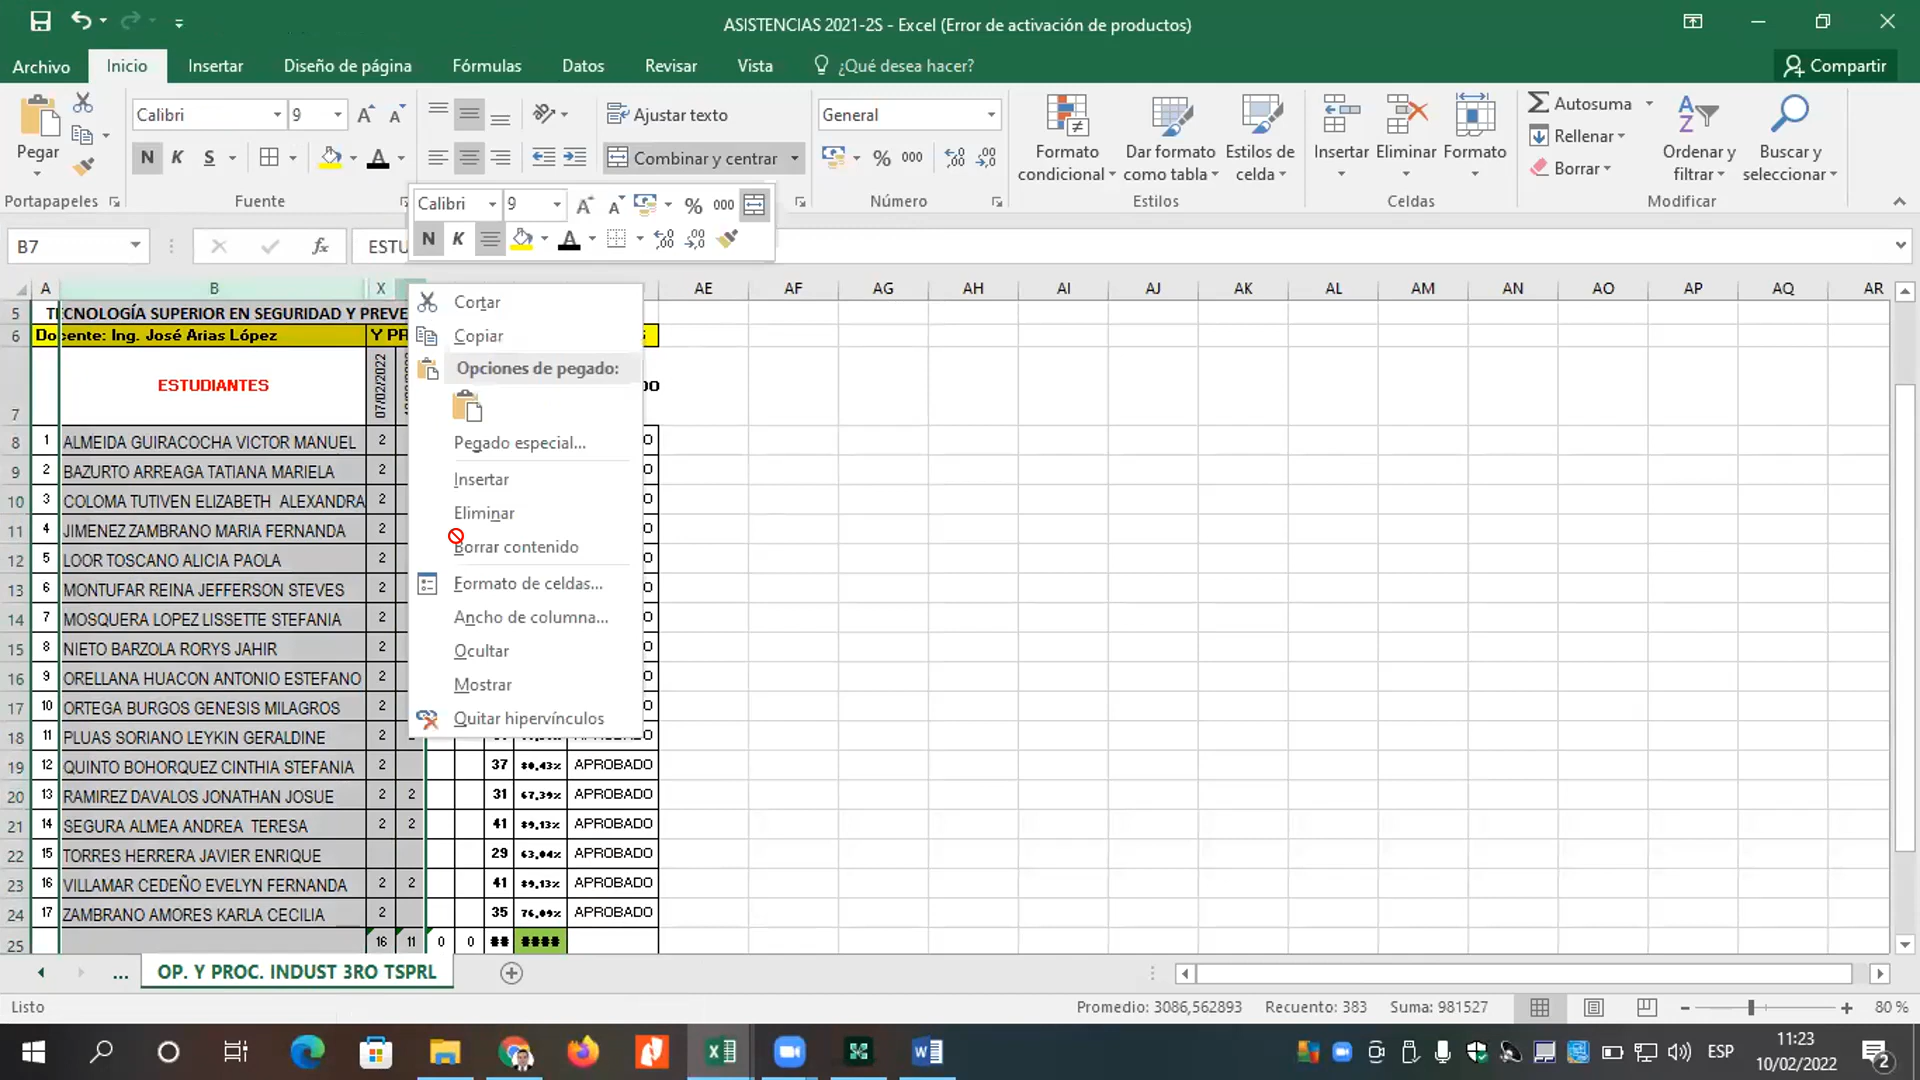 ASISTENCIAS 2021-2S - Excel (Error de activación de productos)
Archivo Inicio Insertar Diseño de página Fórmulas Datos Revisar Vista ¿Qué desea hacer? Compartir
Pegar
Calibri 9
Ajustar texto
General
N K S
Combinar y centrar
% 000
Formato condicional
Dar formato como tabla
Estilos de celda
Insertar Eliminar Formato
Autosuma
Rellenar
Borrar
Ordenar y filtrar
Buscar y seleccionar
Portapapeles Fuente Número Estilos Celdas Modificar
Calibri 9 % 000
N K A
B7 fx ESTU
A B X AE AF AG AH AI AJ AK AL AM AN AO AP AQ AR
5 TECNOLOGÍA SUPERIOR EN SEGURIDAD Y PREVE
6 Docente: Ing. José Arias López Y PR
7 ESTUDIANTES 07/02/2022 DO
8 1 ALMEIDA GUIRACOCHA VICTOR MANUEL 2 O
9 2 BAZURTO ARREAGA TATIANA MARIELA 2 O
10 3 COLOMA TUTIVEN ELIZABETH ALEXANDRA 2 O
11 4 JIMENEZ ZAMBRANO MARIA FERNANDA 2 O
12 5 LOOR TOSCANO ALICIA PAOLA 2 O
13 6 MONTUFAR REINA JEFFERSON STEVES 2 O
14 7 MOSQUERA LOPEZ LISSETTE STEFANIA 2 O
15 8 NIETO BARZOLA RORYS JAHIR 2 O
16 9 ORELLANA HUACON ANTONIO ESTEFANO 2 O
17 10 ORTEGA BURGOS GENESIS MILAGROS 2 O
18 11 PLUAS SORIANO LEYKIN GERALDINE 2
19 12 QUINTO BOHORQUEZ CINTHIA STEFANIA 2 37 80,43% APROBADO
20 13 RAMIREZ DAVALOS JONATHAN JOSUE 2 2 31 67,39% APROBADO
21 14 SEGURA ALMEA ANDREA TERESA 2 2 41 89,13% APROBADO
22 15 TORRES HERRERA JAVIER ENRIQUE 29 63,04% APROBADO
23 16 VILLAMAR CEDEÑO EVELYN FERNANDA 2 2 41 89,13% APROBADO
24 17 ZAMBRANO AMORES KARLA CECILIA 2 35 76,09% APROBADO
25 16 11 0 0 ## ####
Cortar
Copiar
Opciones de pegado:
Pegado especial...
Insertar
Eliminar
Borrar contenido
Formato de celdas...
Ancho de columna...
Ocultar
Mostrar
Quitar hipervínculos
... OP. Y PROC. INDUST 3RO TSPRL
Listo Promedio: 3086,562893 Recuento: 383 Suma: 981527 80 %
ESP 11:23
10/02/2022 2